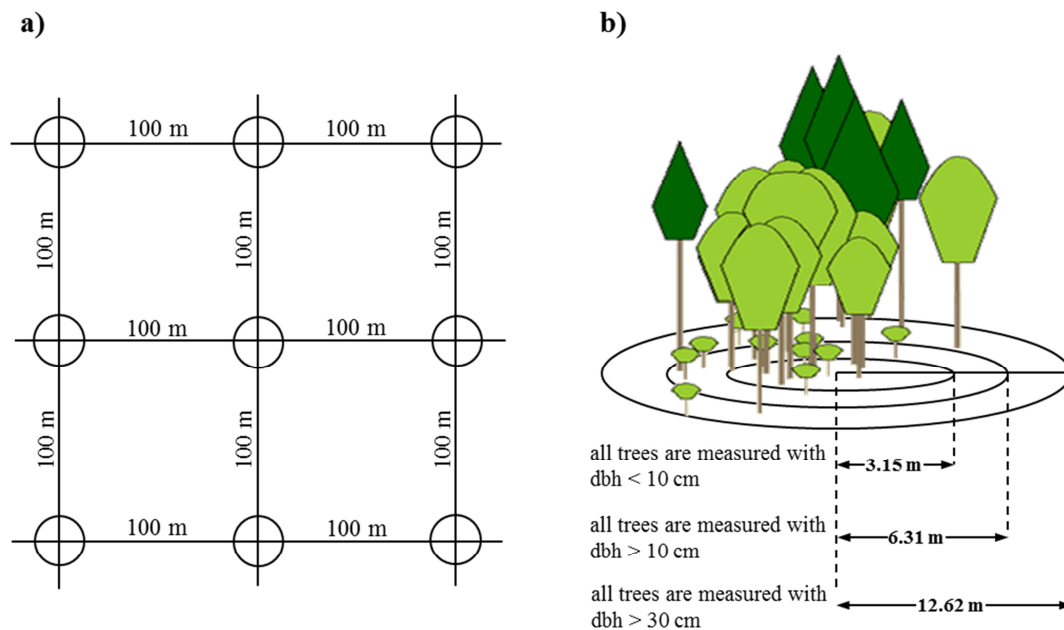 a)
100 m
100 m
100 m
100 m
100 m
100 m
100 m
100 m
100 m
100 m
100 m
100 m
b)
all trees are measured with
dbh < 10 cm
3.15 m
all trees are measured with
dbh > 10 cm
6.31 m
all trees are measured with
dbh > 30 cm
12.62 m